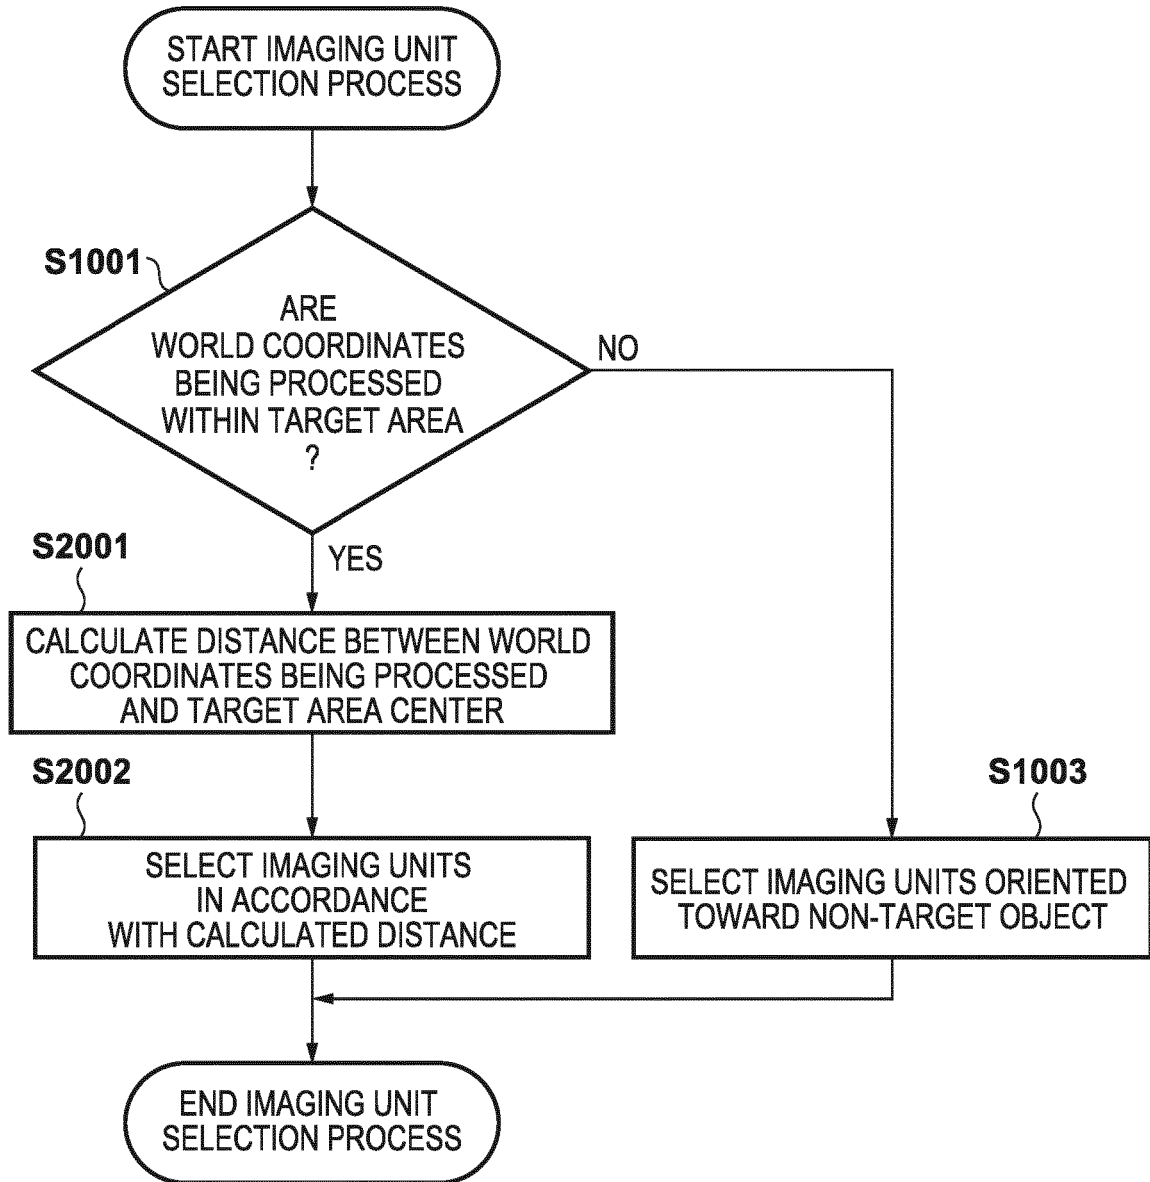 START IMAGING UNIT
SELECTION PROCESS
S1001
ARE
WORLD COORDINATES
BEING PROCESSED
WITHIN TARGET AREA
?
NO
YES
S2001
CALCULATE DISTANCE BETWEEN WORLD
COORDINATES BEING PROCESSED
AND TARGET AREA CENTER
S2002
SELECT IMAGING UNITS
IN ACCORDANCE
WITH CALCULATED DISTANCE
S1003
SELECT IMAGING UNITS ORIENTED
TOWARD NON-TARGET OBJECT
END IMAGING UNIT
SELECTION PROCESS